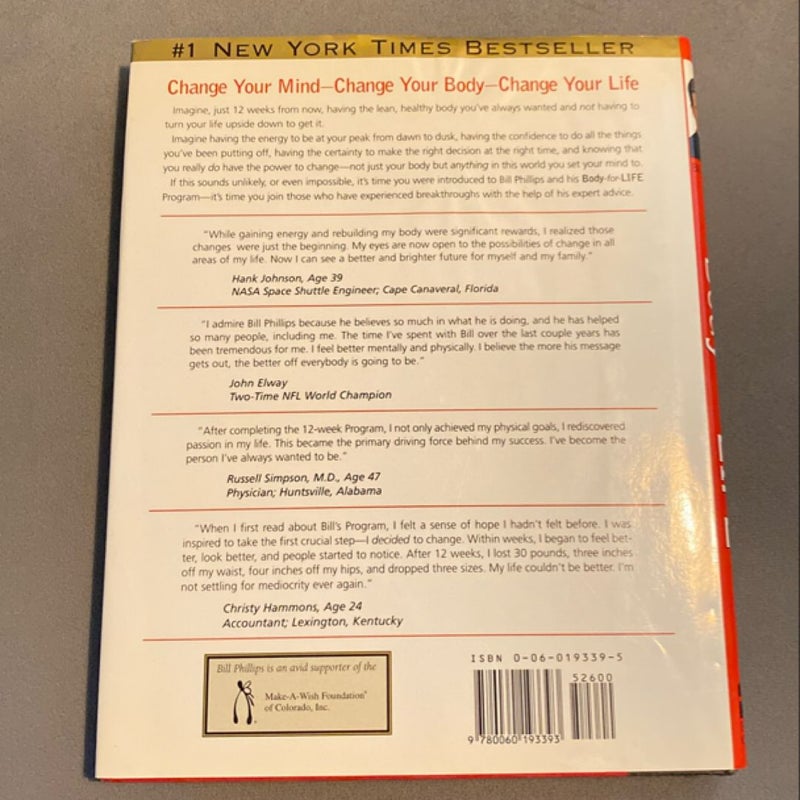 #1 New York Times Bestseller
Change Your Mind—Change Your Body—Change Your Life
Imagine, just 12 weeks from now, having the lean, healthy body you've always wanted and not having to
turn your life upside down to get it.
Imagine having the energy to be at your peak from dawn to dusk, having the confidence to do all the things
you've been putting off, having the certainty to make the right decision at the right time, and knowing that
you really do have the power to change—not just your body but anything in this world you set your mind to.
If this sounds unlikely, or even impossible, it's time you were introduced to Bill Phillips and his Body-for-LIFE
Program—it's time you join those who have experienced breakthroughs with the help of his expert advice.
"While gaining energy and rebuilding my body were significant rewards, I realized those
changes were just the beginning. My eyes are now open to the possibilities of change in all
areas of my life. Now I can see a better and brighter future for myself and my family."
Hank Johnson, Age 39
NASA Space Shuttle Engineer; Cape Canaveral, Florida
"I admire Bill Phillips because he believes so much in what he is doing, and he has helped
so many people, including me. The time I've spent with Bill over the last couple years has
been tremendous for me. I feel better mentally and physically. I believe the more his message
gets out, the better off everybody is going to be."
John Elway
Two-Time NFL World Champion
"After completing the 12-week Program, I not only achieved my physical goals, I rediscovered
passion in my life. This became the primary driving force behind my success. I've become the
person I've always wanted to be."
Russell Simpson, M.D., Age 47
Physician; Huntsville, Alabama
"When I first read about Bill's Program, I felt a sense of hope I hadn't felt before. I was
inspired to take the first crucial step—I decided to change. Within weeks, I began to feel bet-
ter, look better, and people started to notice. After 12 weeks, I lost 30 pounds, three inches
off my waist, four inches off my hips, and dropped three sizes. My life couldn't be better. I'm
not settling for mediocrity ever again."
Christy Hammons, Age 24
Accountant; Lexington, Kentucky
Bill Phillips is an avid supporter of the
Make-A-Wish Foundation®
of Colorado, Inc.
ISBN 0-06-019339-5
52600
9 780060 193393